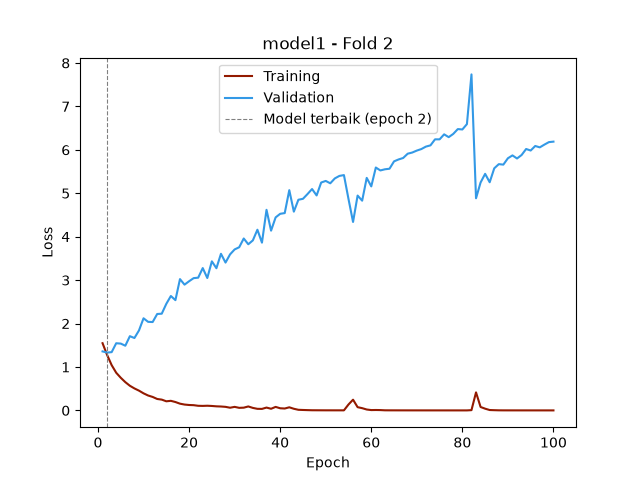 model1 - Fold 2
Training
Validation
Model terbaik (epoch 2)
Loss
8
7
6
5
4
3
2
1
0
0 20 40 60 80 100
Epoch